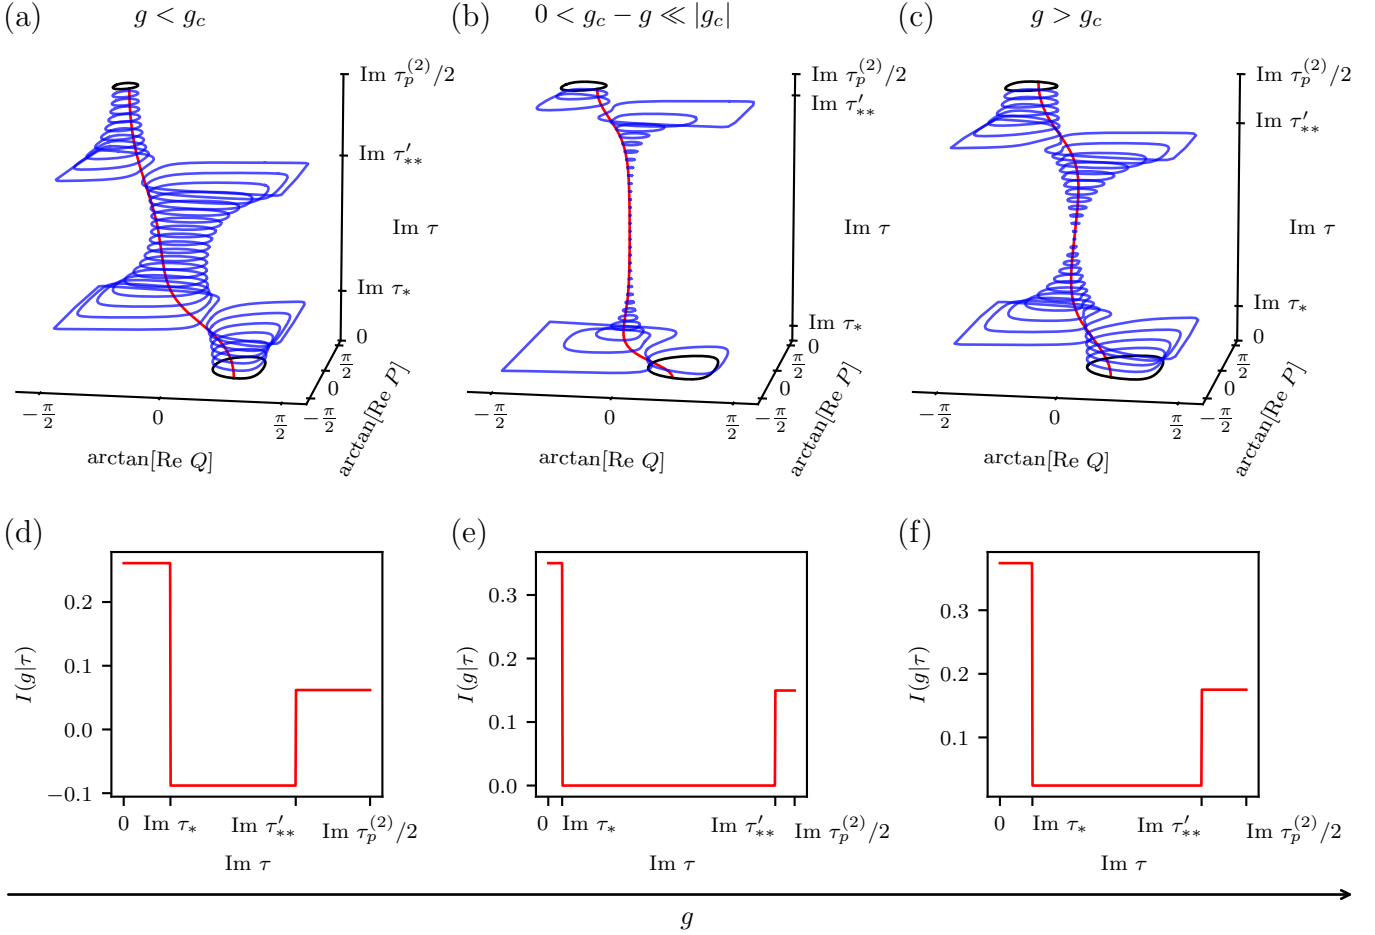 (a) g < g_c
(b) 0 < g_c − g ≪ |g_c|
(c) g > g_c
Im τ_p^{(2)}/2
Im τ′_{**}
Im τ
Im τ_*
0
π/2
0
−π/2
arctan[Re P]
−π/2 0 π/2
arctan[Re Q]
Im τ_p^{(2)}/2
Im τ′_{**}
Im τ
Im τ_*
0
π/2
0
−π/2
arctan[Re P]
−π/2 0 π/2
arctan[Re Q]
Im τ_p^{(2)}/2
Im τ′_{**}
Im τ
Im τ_*
0
π/2
0
−π/2
arctan[Re P]
−π/2 0 π/2
arctan[Re Q]
(d)
I(g|τ)
0.2
0.1
0.0
−0.1
0 Im τ_* Im τ′_{**} Im τ_p^{(2)}/2
Im τ
(e)
I(g|τ)
0.3
0.2
0.1
0.0
0 Im τ_* Im τ′_{**} Im τ_p^{(2)}/2
Im τ
(f)
I(g|τ)
0.3
0.2
0.1
0 Im τ_* Im τ′_{**} Im τ_p^{(2)}/2
Im τ
g